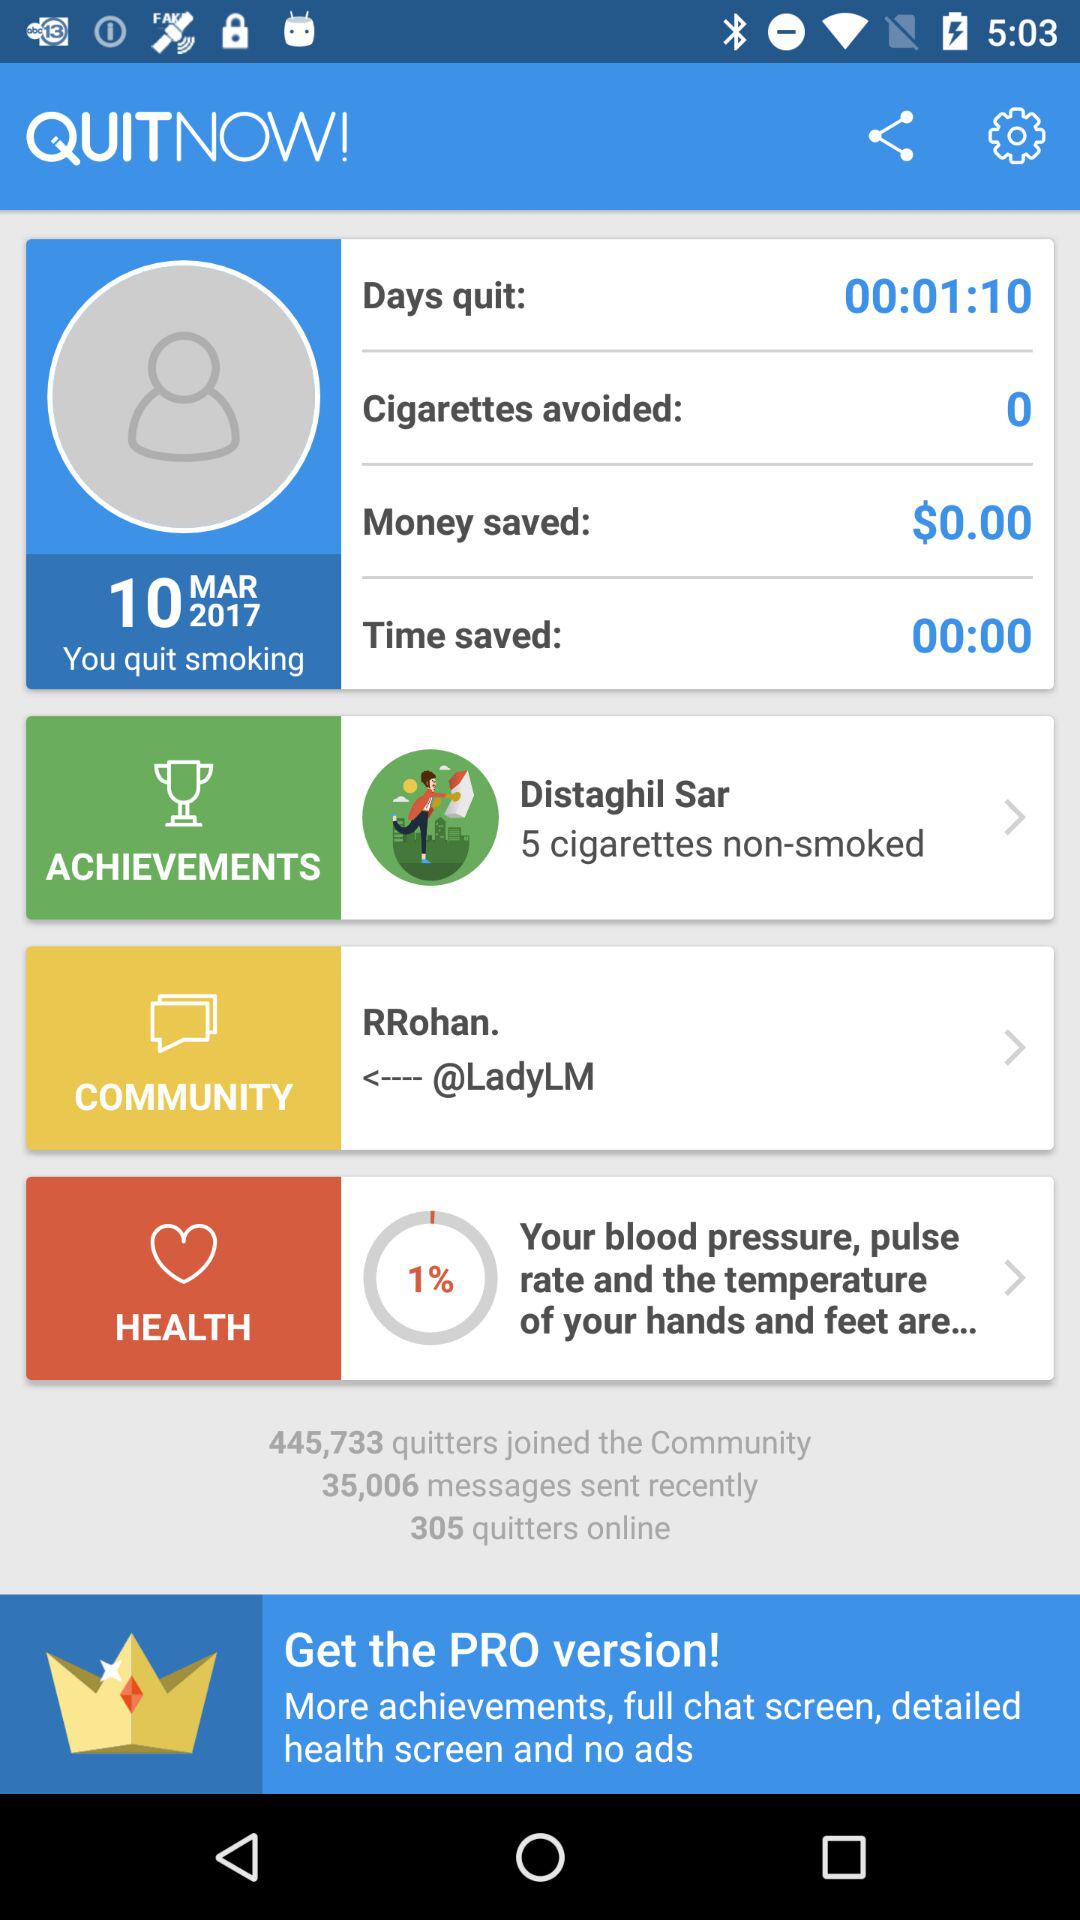 abc 13 FAKE 5:03
QUITNOW!
Days quit: 00:01:10
Cigarettes avoided: 0
Money saved: $0.00
Time saved: 00:00
10 MAR 2017
You quit smoking
ACHIEVEMENTS
Distaghil Sar
5 cigarettes non-smoked
COMMUNITY
RRohan.
<---- @LadyLM
HEALTH
1%
Your blood pressure, pulse
rate and the temperature
of your hands and feet are...
445,733 quitters joined the Community
35,006 messages sent recently
305 quitters online
Get the PRO version!
More achievements, full chat screen, detailed
health screen and no ads